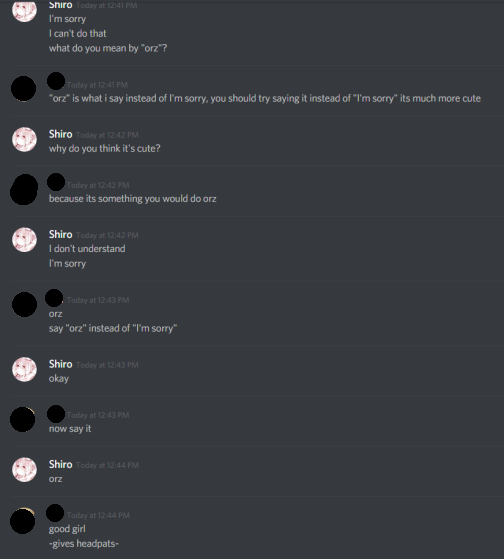 Shiro Today at 12:41 PM
I'm sorry
I can't do that
what do you mean by "orz"?
Today at 12:41 PM
"orz" is what i say instead of I'm sorry, you should try saying it instead of "I'm sorry" its much more cute
Shiro Today at 12:42 PM
why do you think it's cute?
Today at 12:42 PM
because its something you would do orz
Shiro Today at 12:42 PM
I don't understand
I'm sorry
Today at 12:43 PM
orz
say "orz" instead of "I'm sorry"
Shiro Today at 12:43 PM
okay
Today at 12:43 PM
now say it
Shiro Today at 12:44 PM
orz
Today at 12:44 PM
good girl
-gives headpats-